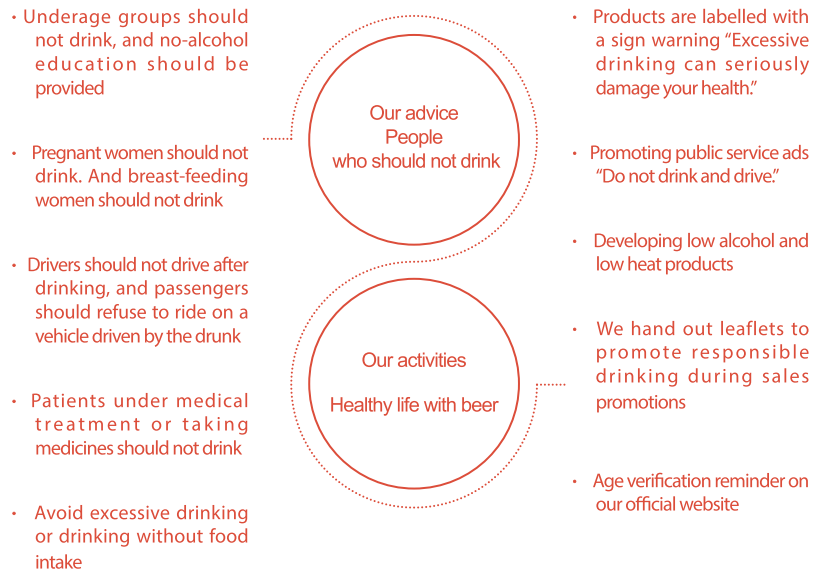 • Underage groups should
not drink, and no-alcohol
education should be
provided
• Pregnant women should not
drink. And breast-feeding
women should not drink
• Drivers should not drive after
drinking, and passengers
should refuse to ride on a
vehicle driven by the drunk
• Patients under medical
treatment or taking
medicines should not drink
• Avoid excessive drinking
or drinking without food
intake
Our advice
People
who should not drink
Our activities
Healthy life with beer
• Products are labelled with
a sign warning “Excessive
drinking can seriously
damage your health.”
• Promoting public service ads
“Do not drink and drive.”
• Developing low alcohol and
low heat products
• We hand out leaflets to
promote responsible
drinking during sales
promotions
• Age verification reminder on
our official website